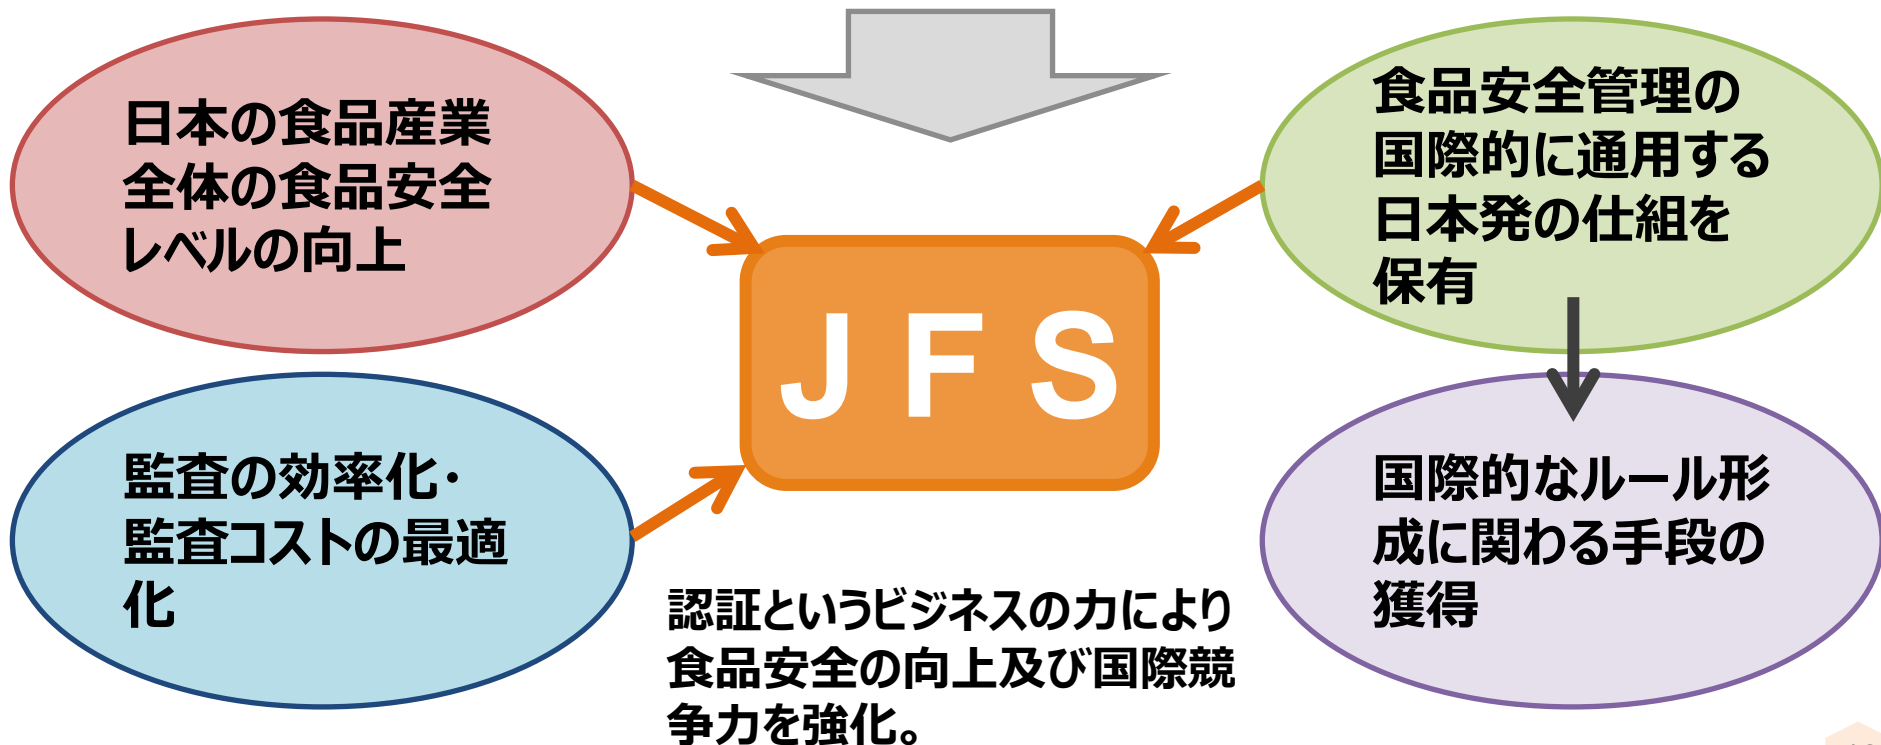 日本の食品産業
全体の食品安全
レベルの向上
食品安全管理の
国際的に通用する
日本発の仕組を
保有
ＪＦＳ
監査の効率化・
監査コストの最適
化
国際的なルール形
成に関わる手段の
獲得
認証というビジネスの力により
食品安全の向上及び国際競
争力を強化。